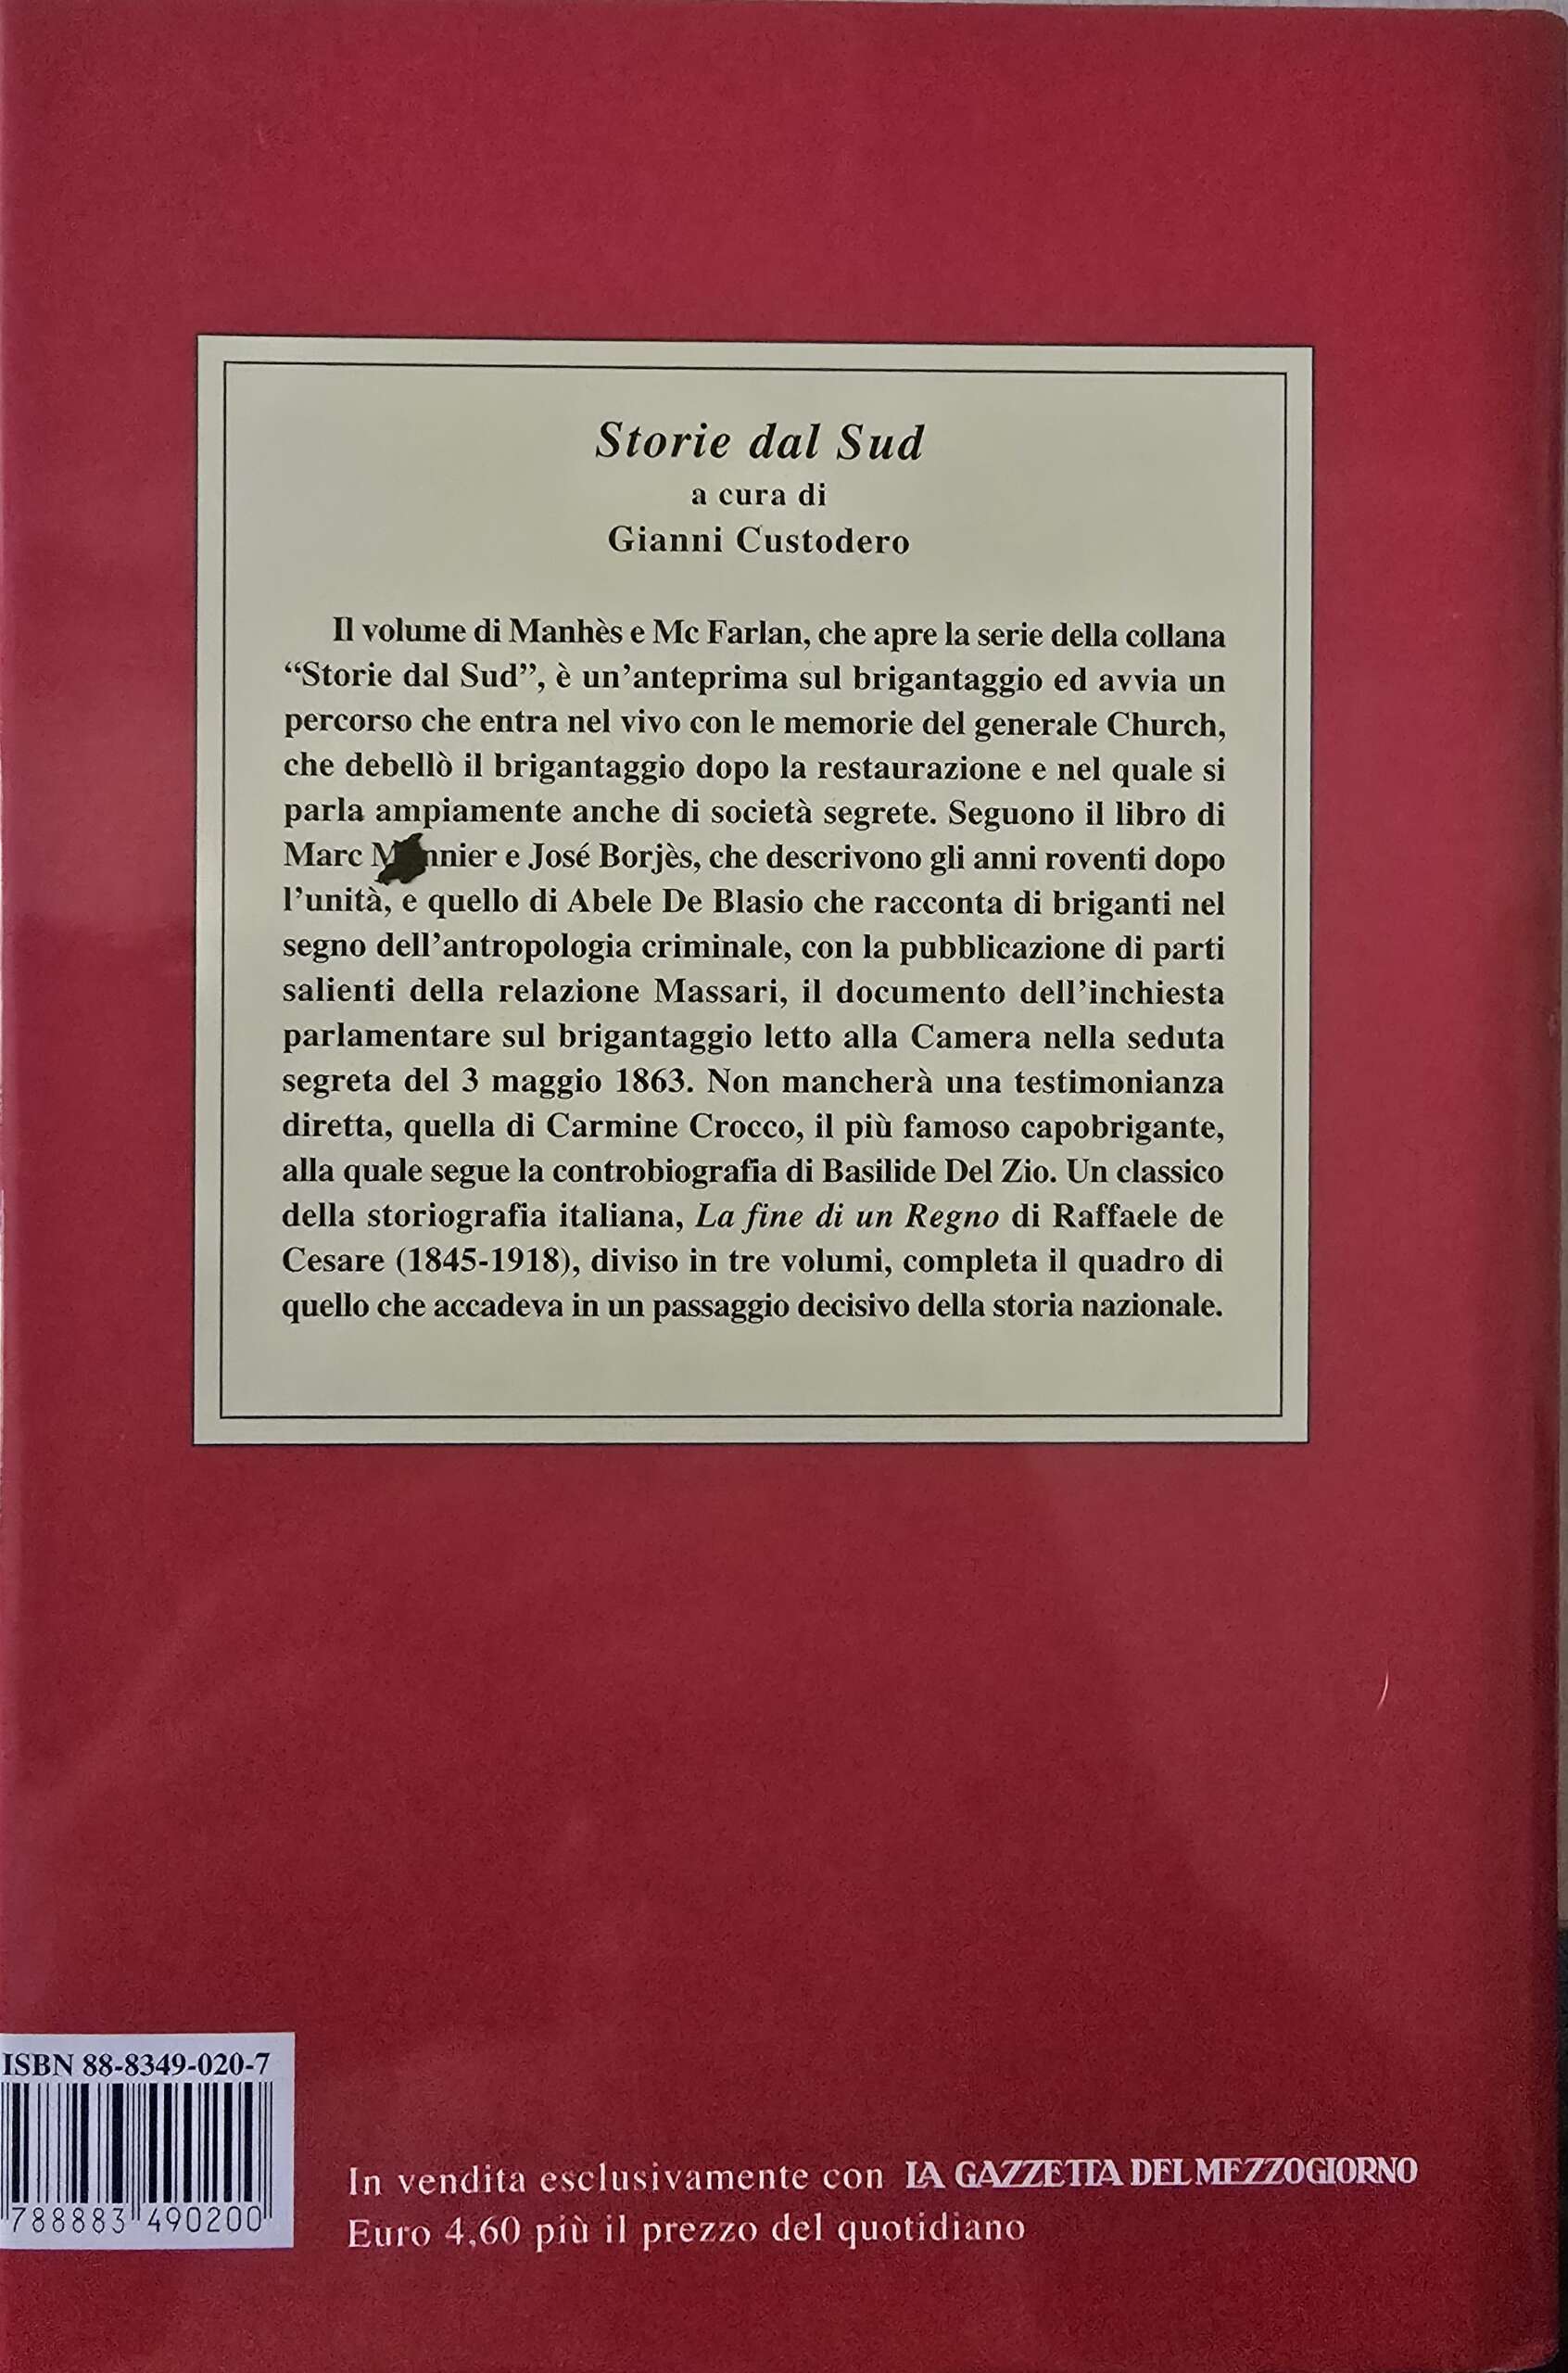 Storie dal Sud
a cura di
Gianni Custodero
Il volume di Manhès e Mc Farlan, che apre la serie della collana
“Storie dal Sud”, è un’anteprima sul brigantaggio ed avvia un
percorso che entra nel vivo con le memorie del generale Church,
che debellò il brigantaggio dopo la restaurazione e nel quale si
parla ampiamente anche di società segrete. Seguono il libro di
Marc e José Borjès, che descrivono gli anni roventi dopo
l’unità, e quello di Abele De Blasio che racconta di briganti nel
segno dell’antropologia criminale, con la pubblicazione di parti
salienti della relazione Massari, il documento dell’inchiesta
parlamentare sul brigantaggio letto alla Camera nella seduta
segreta del 3 maggio 1863. Non mancherà una testimonianza
diretta, quella di Carmine Crocco, il più famoso capobrigante,
alla quale segue la controbiografia di Basilide Del Zio. Un classico
della storiografia italiana, La fine di un Regno di Raffaele de
Cesare (1845-1918), diviso in tre volumi, completa il quadro di
quello che accadeva in un passaggio decisivo della storia nazionale.
ISBN 88-8349-020-7
788883 490200
In vendita esclusivamente con LA GAZZETTA DEL MEZZOGIORNO
Euro 4,60 più il prezzo del quotidiano